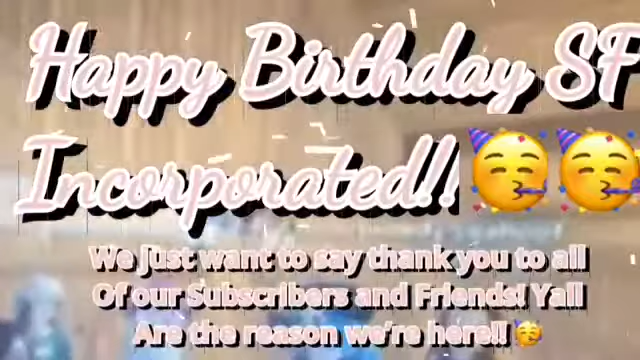 Happy Birthday SF
Incorporated!! 🥳🥳
We just want to say thank you to all
Of our Subscribers and Friends! Yall
Are the reason we're here!! 🥳